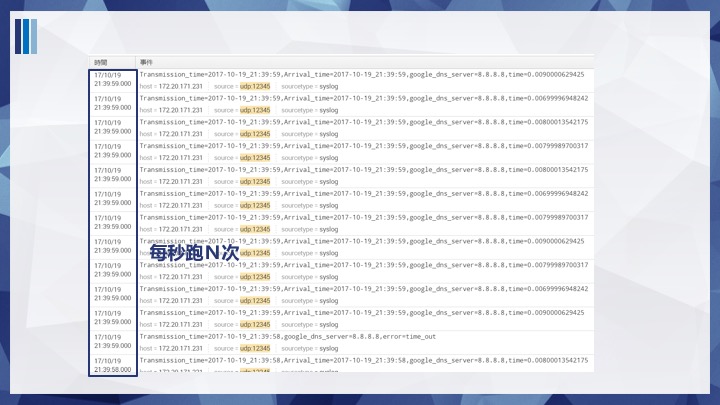 時間 事件
17/10/19 Transmission_time=2017-10-19_21:39:59,Arrival_time=2017-10-19_21:39:59,google_dns_server=8.8.8.8,time=0.0090000629425
21:39:59.000 host = 172.20.171.231 source = udp:12345 sourcetype = syslog
17/10/19 Transmission_time=2017-10-19_21:39:59,Arrival_time=2017-10-19_21:39:59,google_dns_server=8.8.8.8,time=0.00699996948242
21:39:59.000 host = 172.20.171.231 source = udp:12345 sourcetype = syslog
17/10/19 Transmission_time=2017-10-19_21:39:59,Arrival_time=2017-10-19_21:39:59,google_dns_server=8.8.8.8,time=0.00800013542175
21:39:59.000 host = 172.20.171.231 source = udp:12345 sourcetype = syslog
17/10/19 Transmission_time=2017-10-19_21:39:59,Arrival_time=2017-10-19_21:39:59,google_dns_server=8.8.8.8,time=0.00799989700317
21:39:59.000 host = 172.20.171.231 source = udp:12345 sourcetype = syslog
17/10/19 Transmission_time=2017-10-19_21:39:59,Arrival_time=2017-10-19_21:39:59,google_dns_server=8.8.8.8,time=0.00800013542175
21:39:59.000 host = 172.20.171.231 source = udp:12345 sourcetype = syslog
17/10/19 Transmission_time=2017-10-19_21:39:59,Arrival_time=2017-10-19_21:39:59,google_dns_server=8.8.8.8,time=0.00699996948242
21:39:59.000 host = 172.20.171.231 source = udp:12345 sourcetype = syslog
17/10/19 Transmission_time=2017-10-19_21:39:59,Arrival_time=2017-10-19_21:39:59,google_dns_server=8.8.8.8,time=0.00799989700317
21:39:59.000 host = 172.20.171.231 source = udp:12345 sourcetype = syslog
17/10/19 Transmission_time=2017-10-19_21:39:59,Arrival_time=2017-10-19_21:39:59,google_dns_server=8.8.8.8,time=0.0090000629425
每秒跑N次
21:39:59.000 host = 172.20.171.231 source = udp:12345 sourcetype = syslog
17/10/19 Transmission_time=2017-10-19_21:39:59,Arrival_time=2017-10-19_21:39:59,google_dns_server=8.8.8.8,time=0.00799989700317
21:39:59.000 host = 172.20.171.231 source = udp:12345 sourcetype = syslog
17/10/19 Transmission_time=2017-10-19_21:39:59,Arrival_time=2017-10-19_21:39:59,google_dns_server=8.8.8.8,time=0.00699996948242
21:39:59.000 host = 172.20.171.231 source = udp:12345 sourcetype = syslog
17/10/19 Transmission_time=2017-10-19_21:39:59,Arrival_time=2017-10-19_21:39:59,google_dns_server=8.8.8.8,time=0.0090000629425
21:39:59.000 host = 172.20.171.231 source = udp:12345 sourcetype = syslog
17/10/19 Transmission_time=2017-10-19_21:39:58,google_dns_server=8.8.8.8,error=time_out
21:39:59.000 host = 172.20.171.231 source = udp:12345 sourcetype = syslog
17/10/19 Transmission_time=2017-10-19_21:39:58,Arrival_time=2017-10-19_21:39:58,google_dns_server=8.8.8.8,time=0.00800013542175
21:39:58.000 host = 172.20.171.231 source = udp:12345 sourcetype = syslog